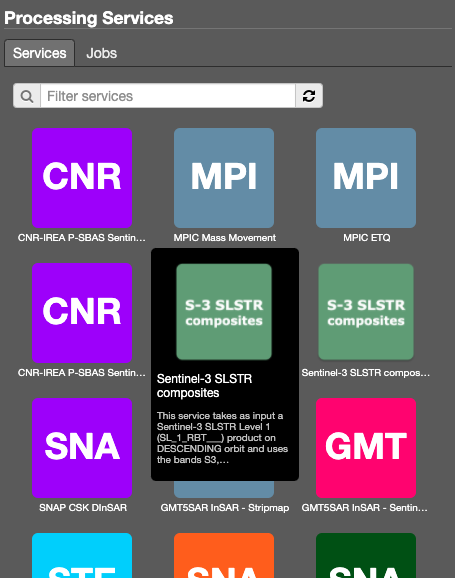 Processing Services
Services
Jobs
Filter services
CNR
MPI
MPI
CNR-IREA P-SBAS Sentin...
MPIC Mass Movement
MPIC ETQ
CNR
S-3 SLSTR
composites
S-3 SLSTR
composites
CNR-IREA P-SBAS Sentin...
Sentinel-3 SLSTR
composites
This service takes as input a
Sentinel-3 SLSTR Level 1
(SL_1_RBT___) product on
DESCENDING orbit and uses
the bands S3,...
Sentinel-3 SLSTR compos...
SNA
GMT
SNAP CSK DInSAR
GMT5SAR InSAR - Stripmap
GMT5SAR InSAR - Sentin...
SNA
SNA